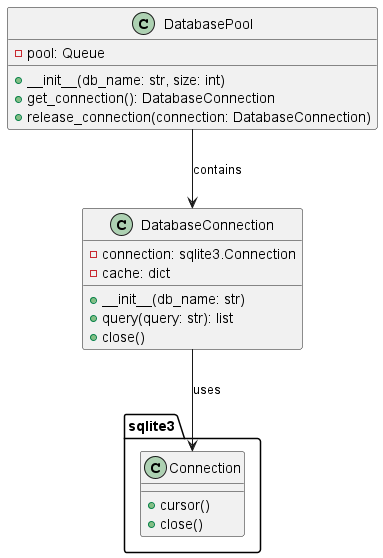 C DatabasePool
pool: Queue
__init__(db_name: str, size: int)
get_connection(): DatabaseConnection
release_connection(connection: DatabaseConnection)
contains
C DatabaseConnection
connection: sqlite3.Connection
cache: dict
__init__(db_name: str)
query(query: str): list
close()
uses
sqlite3
C Connection
cursor()
close()